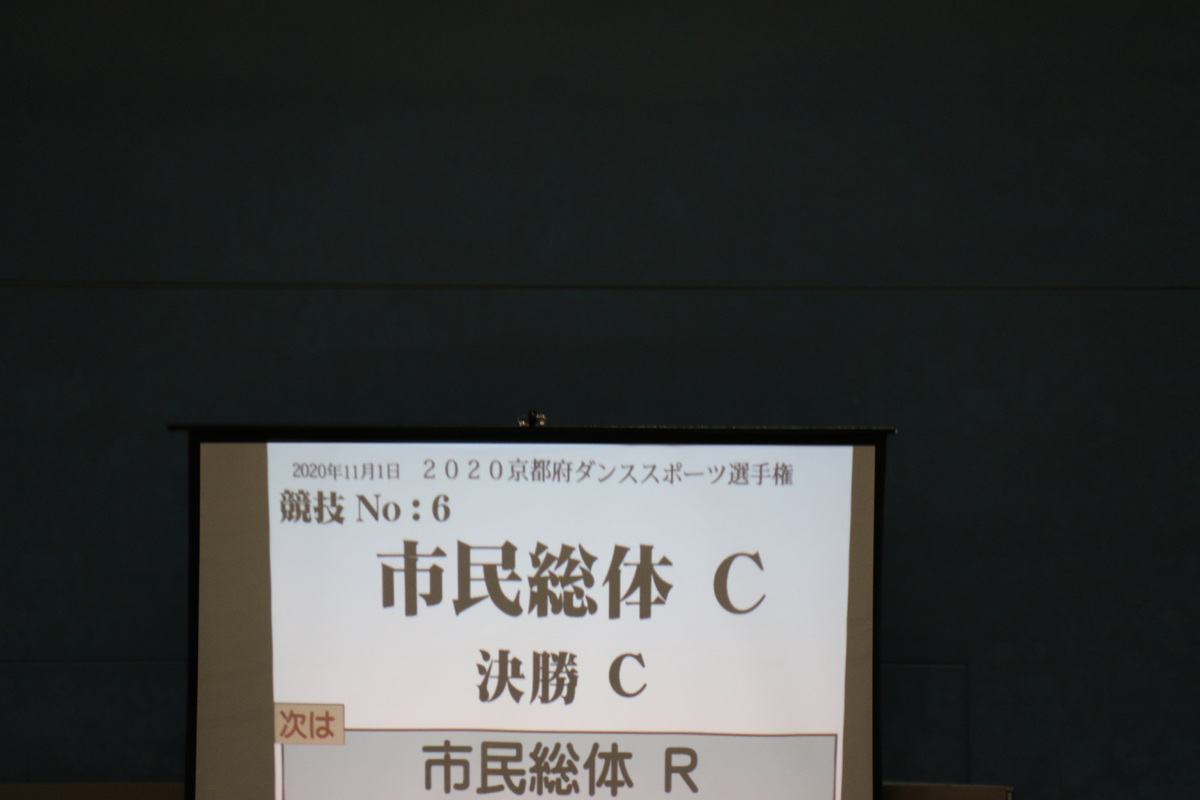 2020年11月1日 2020京都府ダンススポーツ選手権
競技 No:6
市民総体 C
決勝 C
次は
市民総体 R